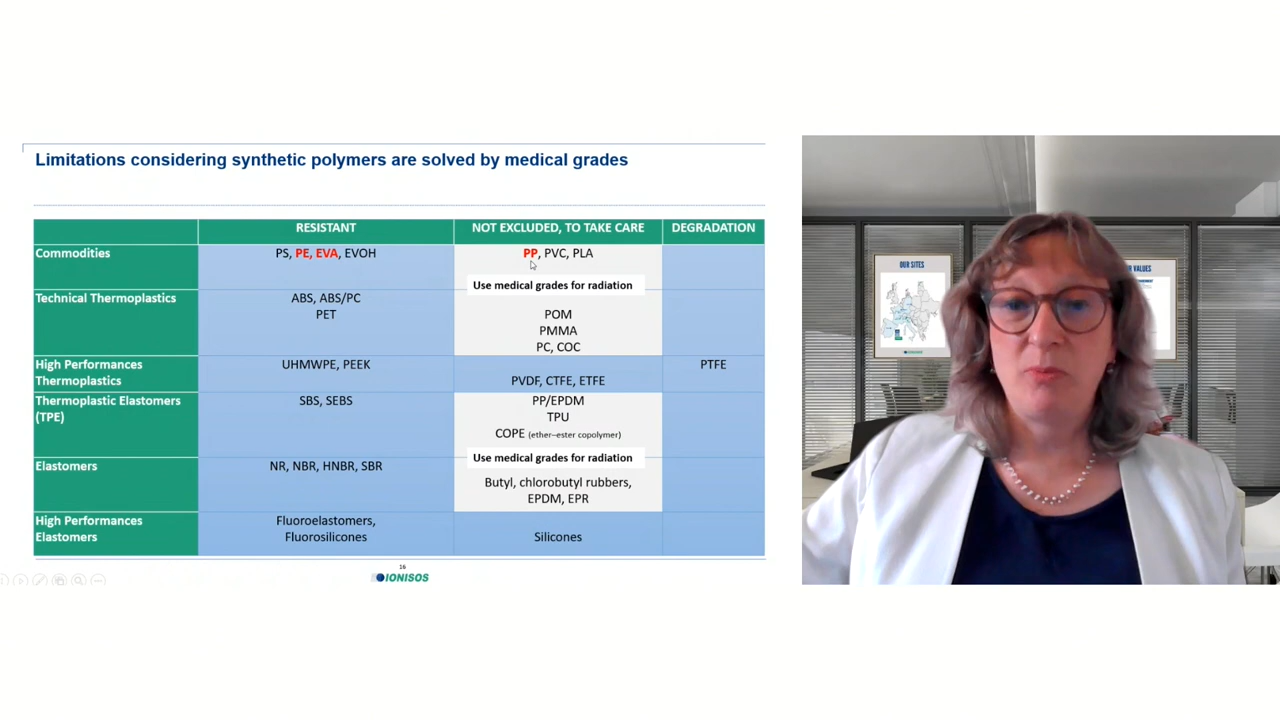 Limitations considering synthetic polymers are solved by medical grades
RESISTANT
NOT EXCLUDED, TO TAKE CARE
DEGRADATION
Commodities
PS, PE, EVA, EVOH
PP, PVC, PLA
Use medical grades for radiation
Technical Thermoplastics
ABS, ABS/PC
PET
POM
PMMA
PC, COC
High Performances
Thermoplastics
UHMWPE, PEEK
PVDF, CTFE, ETFE
PTFE
Thermoplastic Elastomers
(TPE)
SBS, SEBS
PP/EPDM
TPU
COPE (ether–ester copolymer)
Use medical grades for radiation
Elastomers
NR, NBR, HNBR, SBR
Butyl, chlorobutyl rubbers,
EPDM, EPR
High Performances
Elastomers
Fluoroelastomers,
Fluorosilicones
Silicones
16
IONISOS
OUR SITES
VALUES